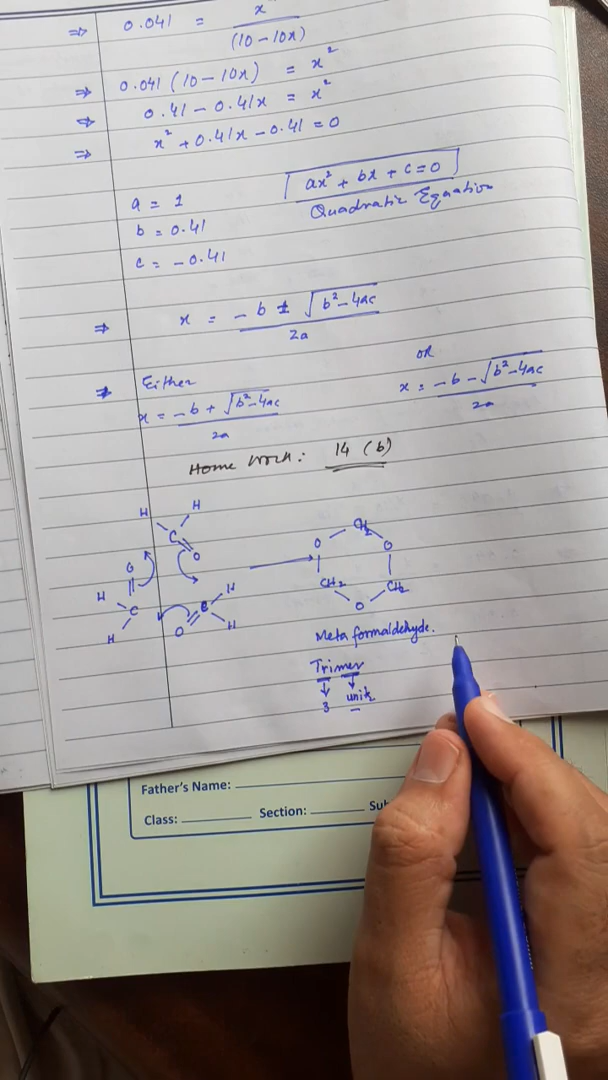 ⇒ 0.041 = x / (10-10x)
⇒ 0.041 (10-10x) = x²
⇒ 0.41 - 0.41x = x²
⇒ x² + 0.41x - 0.41 = 0
a = 1
b = 0.41
c = -0.41
ax² + bx + c = 0
Quadratic Equation
⇒ x = -b ± √b²-4ac / 2a
⇒ Either
x = -b + √b²-4ac / 2a
OR
x = -b - √b²-4ac / 2a
Home Work: 14 (b)
H H
C
O
O
H C
H
H
C
O H
CH₂
O O
CH₂ CH₂
O
Meta formaldehyde.
Trimer
3 units
Father's Name:
Class: Section: